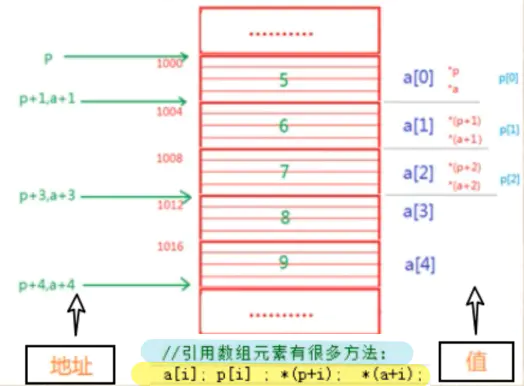 ..........
p
1000
5
a[0]
*p
*a
p[0]
p+1,a+1
1004
6
a[1]
*(p+1)
*(a+1)
p[1]
1008
7
a[2]
*(p+2)
*(a+2)
p[2]
p+3,a+3
1012
8
a[3]
1016
9
a[4]
p+4,a+4
..........
地址
值
//引用数组元素有很多方法:
a[i]; p[i] ; *(p+i); *(a+i);